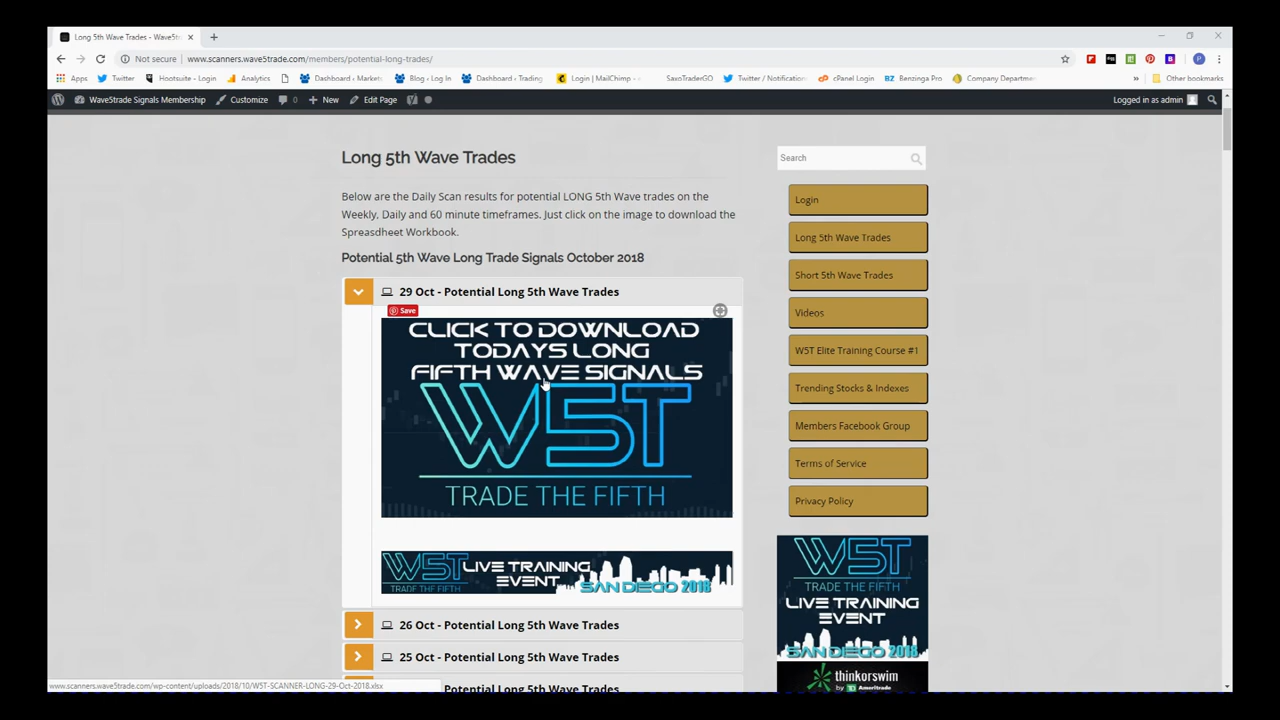 Long 5th Wave Trades - Wave5tr
Not secure www.scanners.wave5trade.com/members/potential-long-trades/
Apps Twitter Hootsuite - Login Analytics Dashboard ‹ Markets Blog ‹ Log In Dashboard ‹ Trading Login | MailChimp - SaxoTraderGO Twitter / Notification cPanel Login Benzinga Pro Company Departme » Other bookmarks
Wave5trade Signals Membership Customize 0 New Edit Page Logged in as admin
Long 5th Wave Trades
Below are the Daily Scan results for potential LONG 5th Wave trades on the
Weekly, Daily and 60 minute timeframes. Just click on the image to download the
Spreasdheet Workbook.
Potential 5th Wave Long Trade Signals October 2018
29 Oct - Potential Long 5th Wave Trades
Save
CLICK TO DOWNLOAD
TODAYS LONG
FIFTH WAVE SIGNALS
W5T
TRADE THE FIFTH
W5T
TRADE THE FIFTH
LIVE TRAINING
EVENT
SAN DIEGO 2018
26 Oct - Potential Long 5th Wave Trades
25 Oct - Potential Long 5th Wave Trades
Potential Long 5th Wave Trades
www.scanners.wave5trade.com/wp-content/uploads/2018/10/W5T-SCANNER-LONG-29-Oct-2018.xlsx
Search
Login
Long 5th Wave Trades
Short 5th Wave Trades
Videos
W5T Elite Training Course #1
Trending Stocks & Indexes
Members Facebook Group
Terms of Service
Privacy Policy
W5T
TRADE THE FIFTH
LIVE TRAINING
EVENT
SAN DIEGO 2018
thinkorswim
by TD Ameritrade